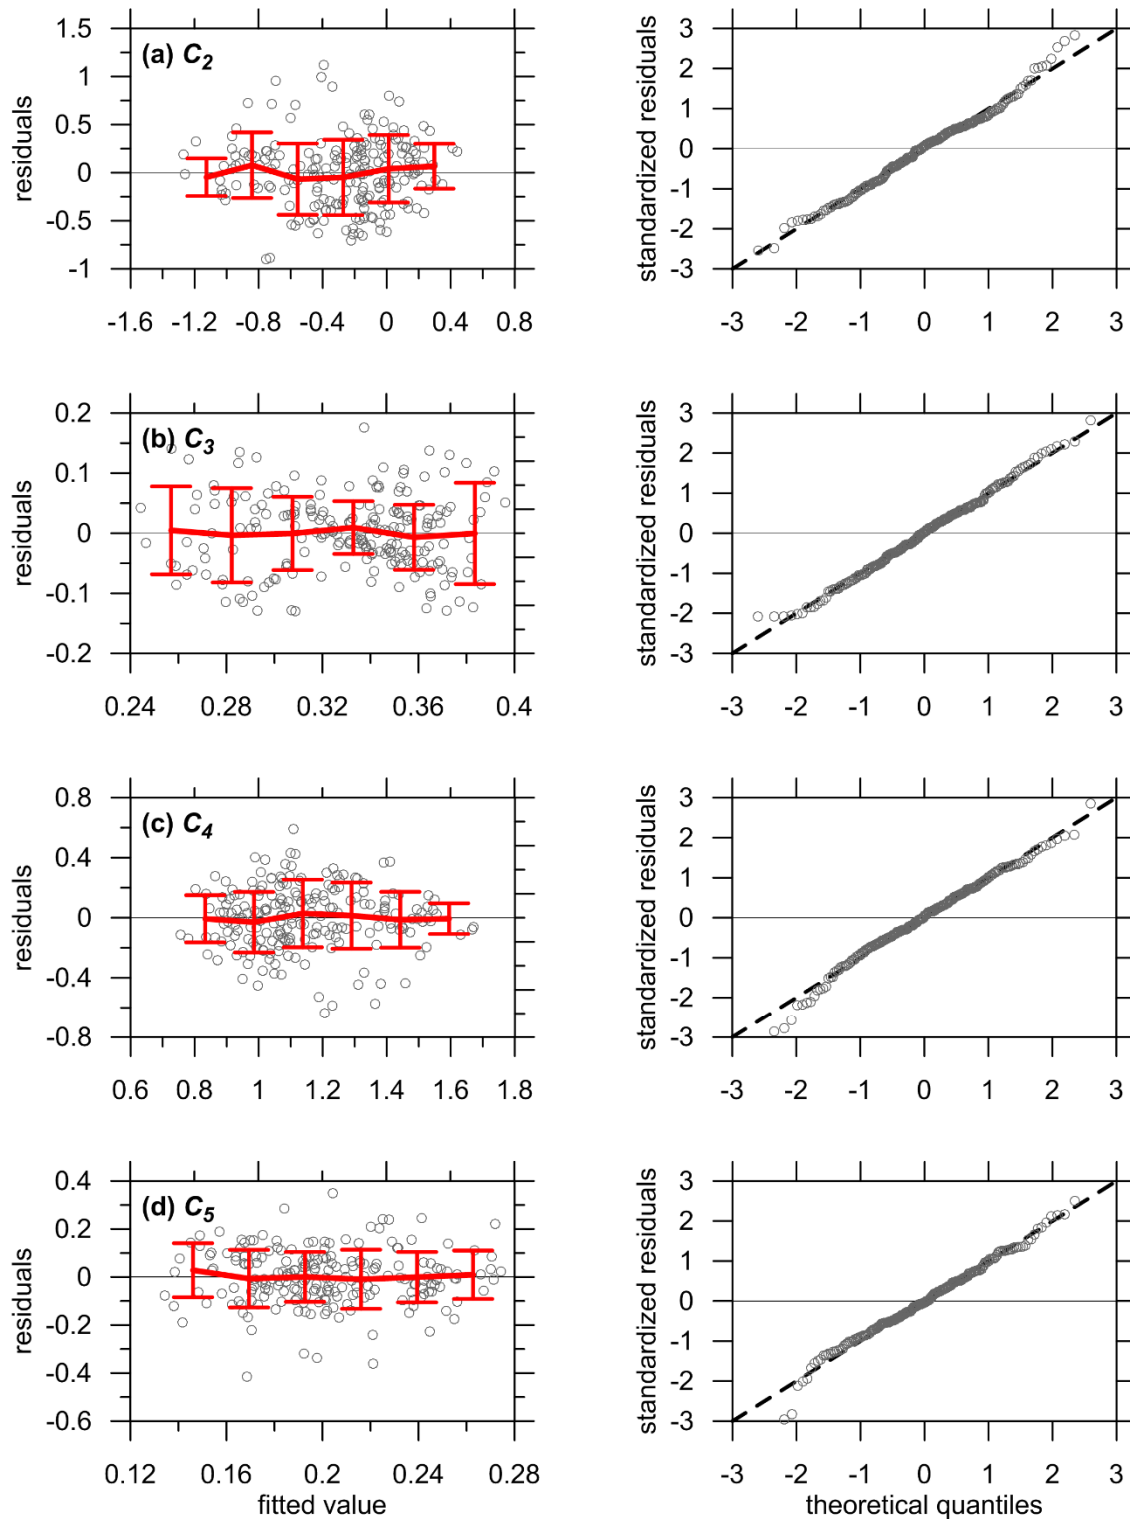 (a) C2
residuals
1.5
1
0.5
0
-0.5
-1
-1.6 -1.2 -0.8 -0.4 0 0.4 0.8
standardized residuals
3
2
1
0
-1
-2
-3
-3 -2 -1 0 1 2 3
(b) C3
residuals
0.2
0.1
0
-0.1
-0.2
0.24 0.28 0.32 0.36 0.4
standardized residuals
3
2
1
0
-1
-2
-3
-3 -2 -1 0 1 2 3
(c) C4
residuals
0.8
0.4
0
-0.4
-0.8
0.6 1 1.2 1.4 1.8
standardized residuals
3
2
1
0
-1
-2
-3
-3 -2 -1 0 1 2 3
(d) C5
residuals
0.4
0.2
0
-0.2
-0.4
-0.6
0.12 0.16 0.2 0.24 0.28
fitted value
standardized residuals
3
2
1
0
-1
-2
-3
-3 -2 -1 0 1 2 3
theoretical quantiles